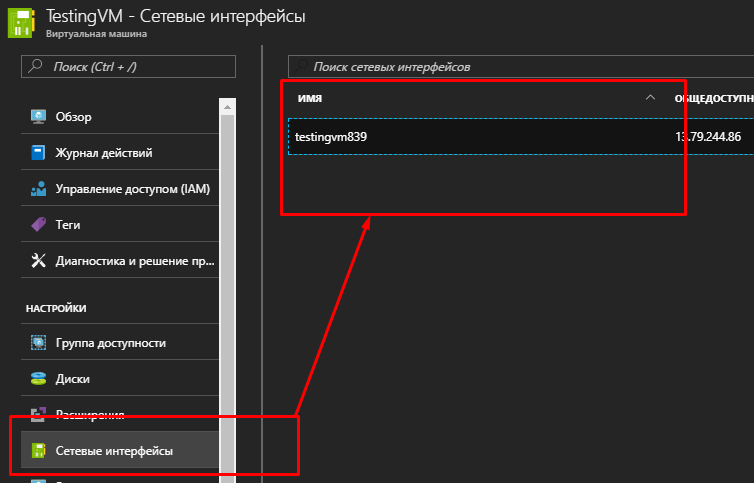 TestingVM - Сетевые интерфейсы
Виртуальная машина
Поиск (Ctrl + /)
Обзор
Журнал действий
Управление доступом (IAM)
Теги
Диагностика и решение пр...
НАСТРОЙКИ
Группа доступности
Диски
Расширения
Сетевые интерфейсы
Поиск сетевых интерфейсов
ИМЯ ОБЩЕДОСТУПН
testingvm839 13.79.244.86